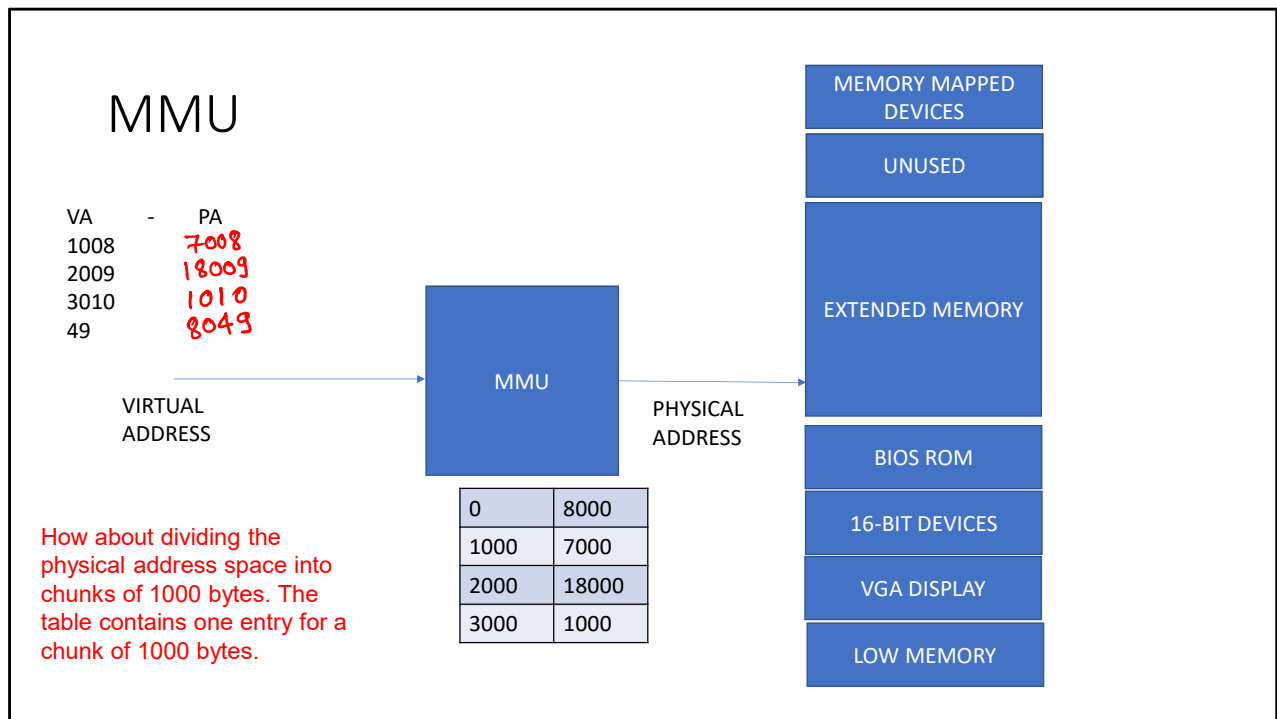 MMU
VA - PA
1008 7008
2009 18009
3010 1010
49 8049
VIRTUAL
ADDRESS
MMU
PHYSICAL
ADDRESS
0 8000
1000 7000
2000 18000
3000 1000
How about dividing the
physical address space into
chunks of 1000 bytes. The
table contains one entry for a
chunk of 1000 bytes.
MEMORY MAPPED
DEVICES
UNUSED
EXTENDED MEMORY
BIOS ROM
16-BIT DEVICES
VGA DISPLAY
LOW MEMORY